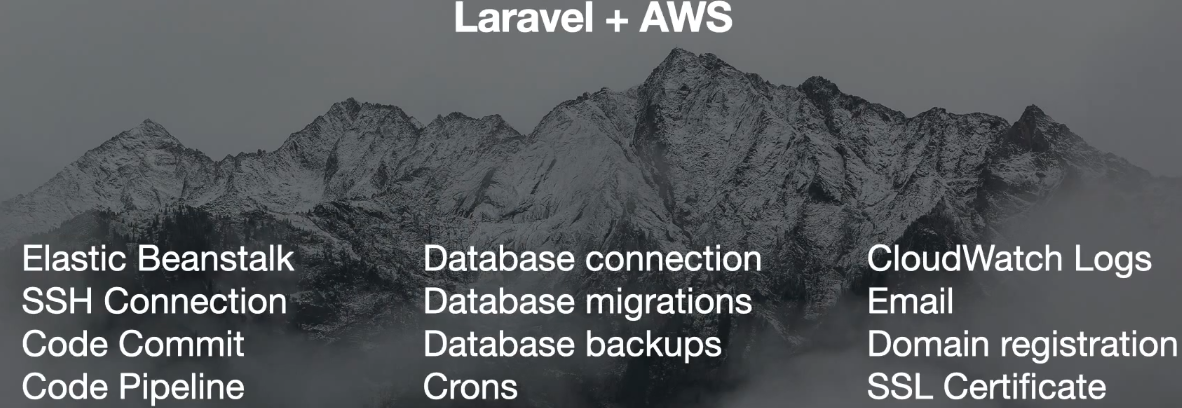 Laravel + AWS
Elastic Beanstalk
SSH Connection
Code Commit
Code Pipeline
Database connection
Database migrations
Database backups
Crons
CloudWatch Logs
Email
Domain registration
SSL Certificate